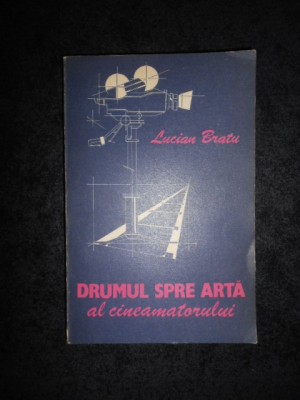 Lucian Bratu
DRUMUL SPRE ARTĂ
al cineamatorului